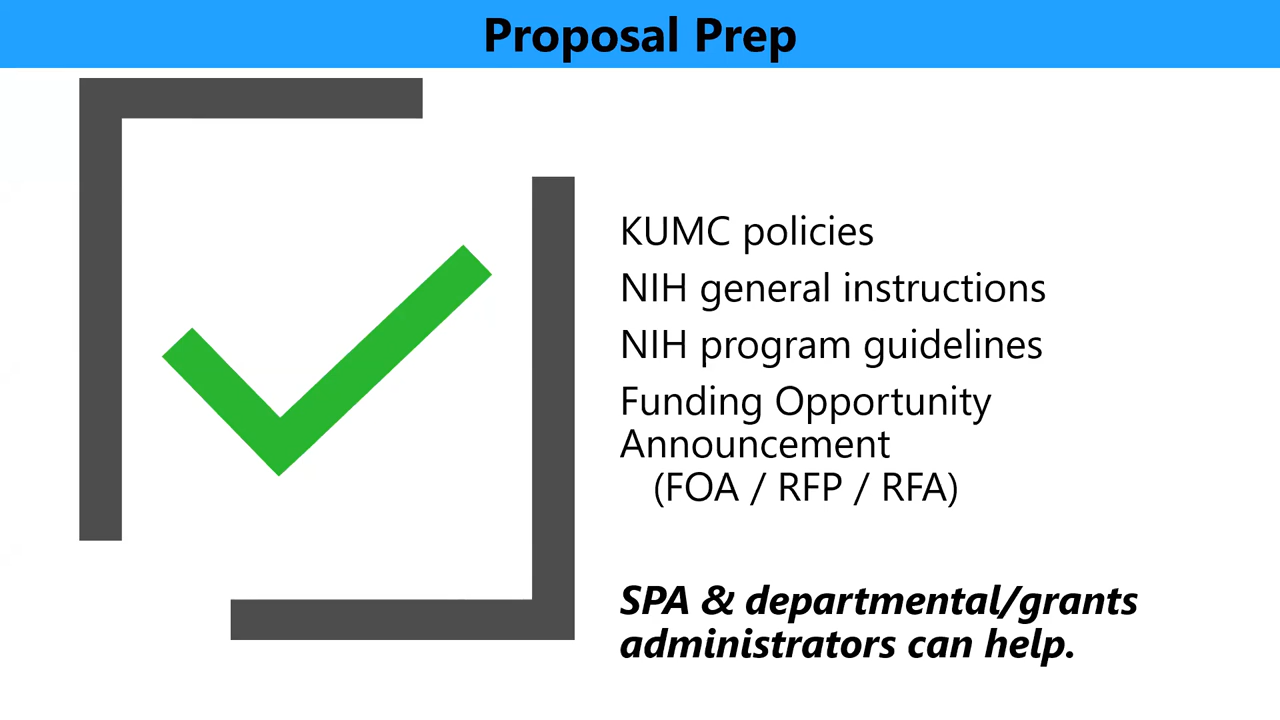 Proposal Prep
KUMC policies
NIH general instructions
NIH program guidelines
Funding Opportunity
Announcement
(FOA / RFP / RFA)
SPA & departmental/grants
administrators can help.